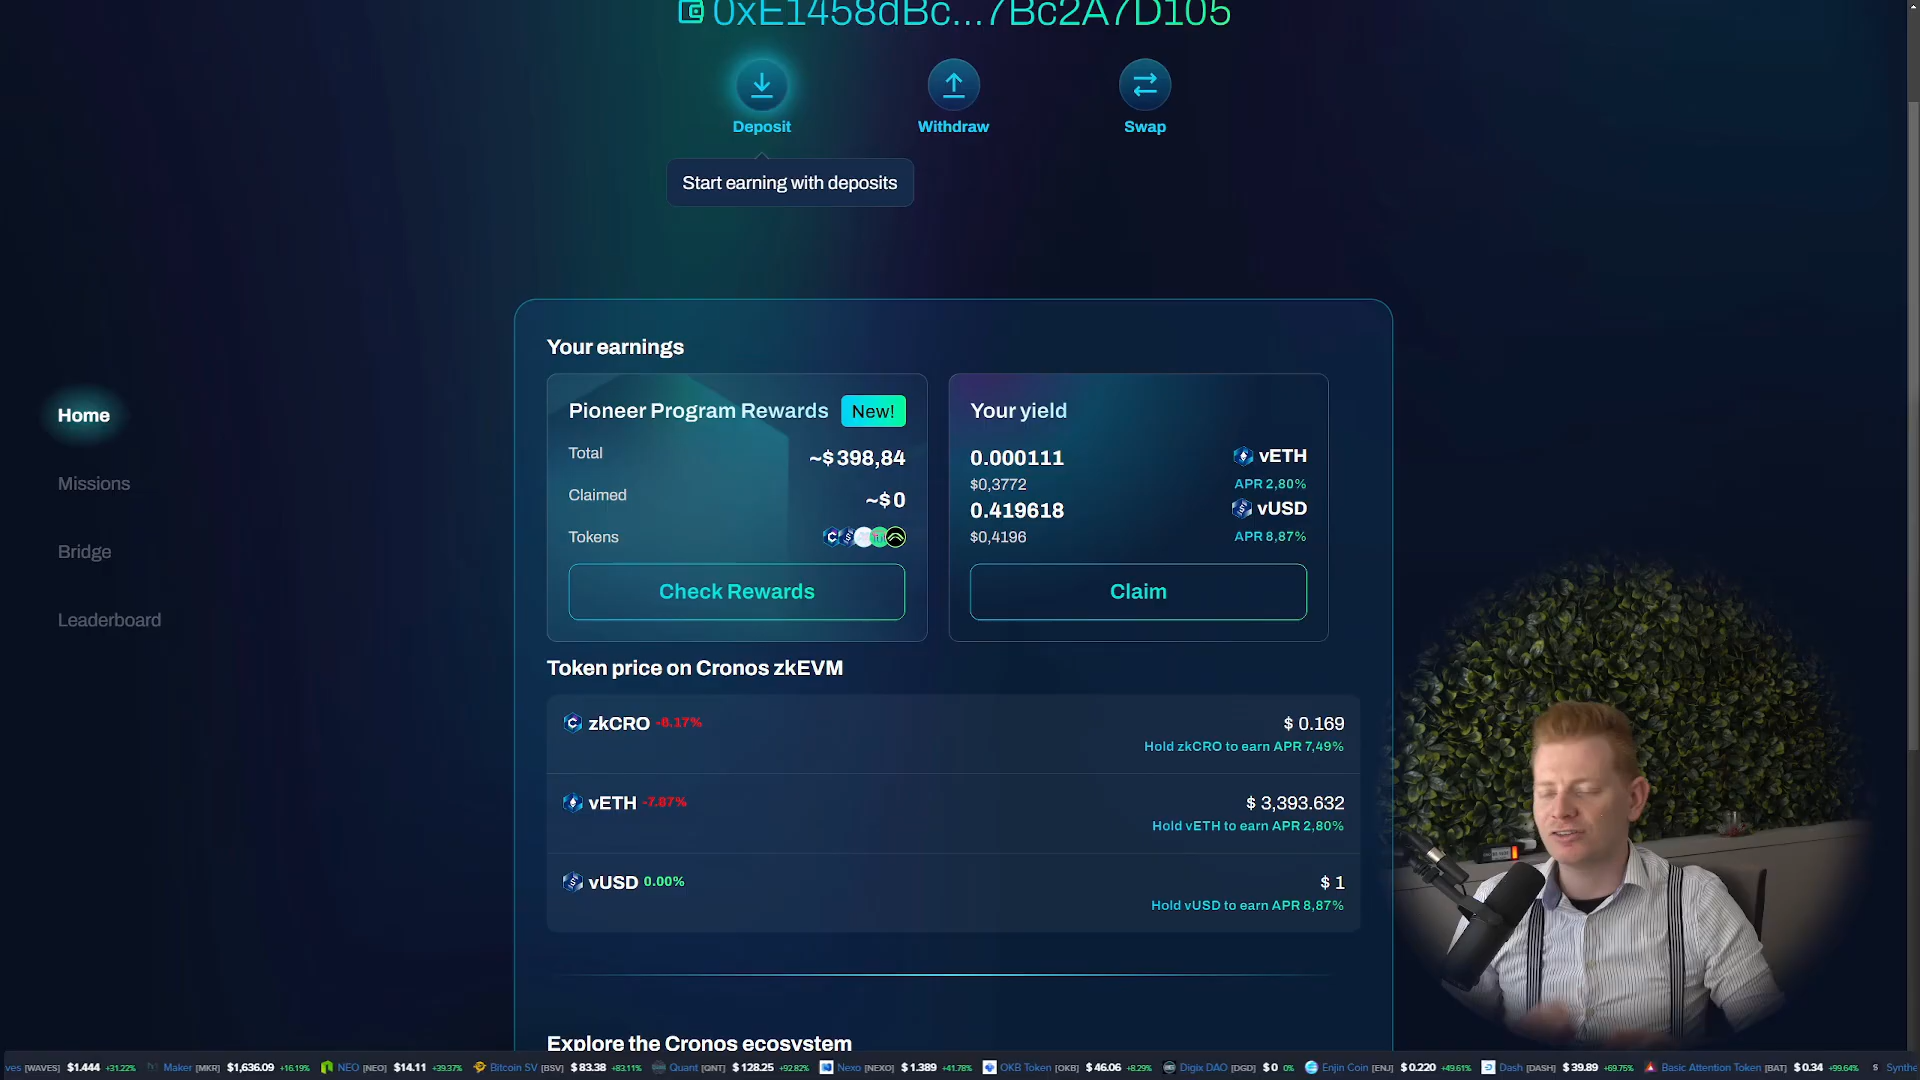 0xE1458dBc...7Bc2A7D105
Deposit
Withdraw
Swap
Start earning with deposits
Home
Missions
Bridge
Leaderboard
Your earnings
Pioneer Program Rewards New!
Total ~$398,84
Claimed ~$0
Tokens
Check Rewards
Your yield
0.000111 vETH
$0,3772 APR 2,80%
0.419618 vUSD
$0,4196 APR 8,87%
Claim
Token price on Cronos zkEVM
zkCRO -8.17% $ 0.169
Hold zkCRO to earn APR 7,49%
vETH -7.87% $ 3,393.632
Hold vETH to earn APR 2,80%
vUSD 0.00% $ 1
Hold vUSD to earn APR 8,87%
Explore the Cronos ecosystem
ves [WAVES] $1.444 +31.22% Maker [MKR] $1,636.09 +16.19% NEO [NEO] $14.11 +39.37% Bitcoin SV [BSV] $ 83.38 +83.11% Quant [QNT] $ 128.25 +92.82% Nexo [NEXO] $ 1.389 +41.78% OKB Token [OKB] $ 46.06 +8.29% Digix DAO [DGD] $ 0 0% Enjin Coin [ENJ] $ 0.220 +49.61% Dash [DASH] $ 39.89 +69.75% Basic Attention Token [BAT] $ 0.34 +99.64% Synthe